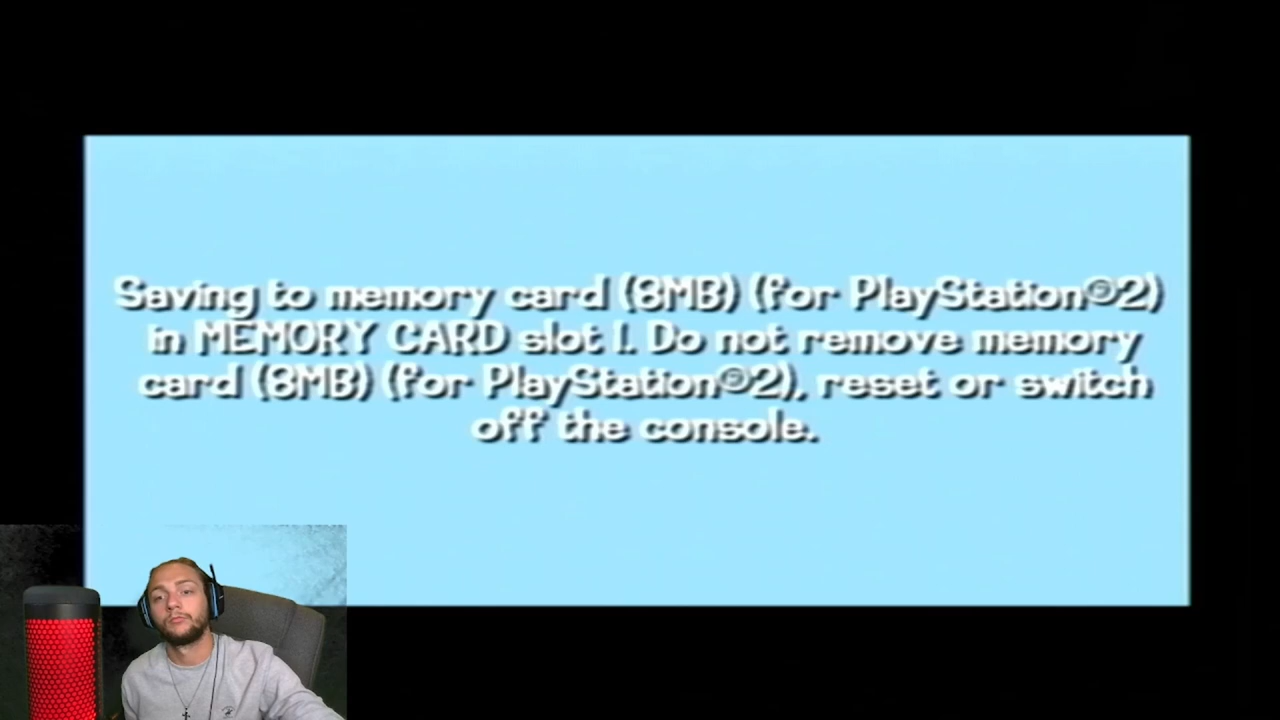 Saving to memory card (8MB) (for PlayStation®2)
in MEMORY CARD slot 1. Do not remove memory
card (8MB) (for PlayStation®2), reset or switch
off the console.